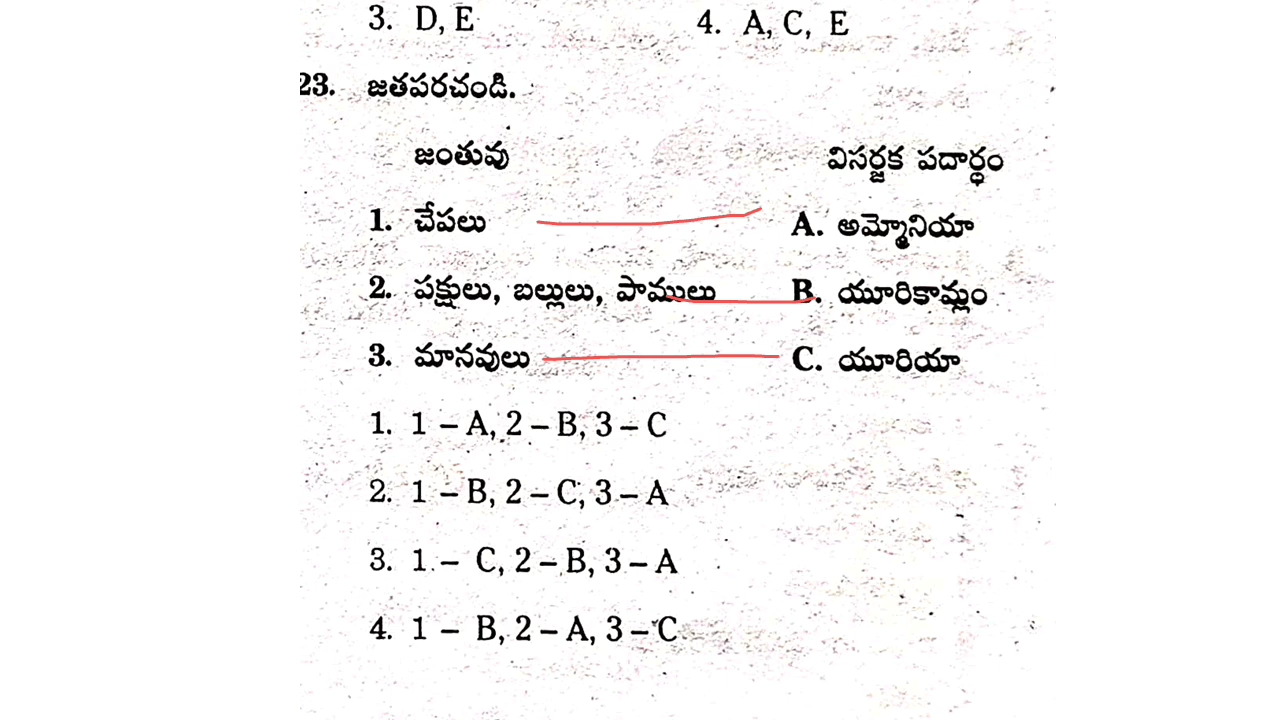 3. D, E 4. A, C, E
23. జతపరచండి.
జంతువు విసర్జక పదార్థం
1. చేపలు A. అమ్మోనియా
2. పక్షులు, బల్లులు, పాములు B. యూరికామ్లం
3. మానవులు C. యూరియా
1. 1 – A, 2 – B, 3 – C
2. 1 – B, 2 – C, 3 – A
3. 1 – C, 2 – B, 3 – A
4. 1 – B, 2 – A, 3 – C